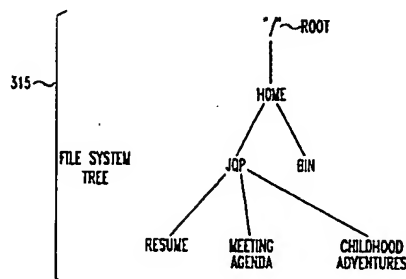 "/" ROOT
315
HOME
FILE SYSTEM
TREE
JQP BIN
RESUME MEETING
AGENDA CHILDHOOD
ADVENTURES